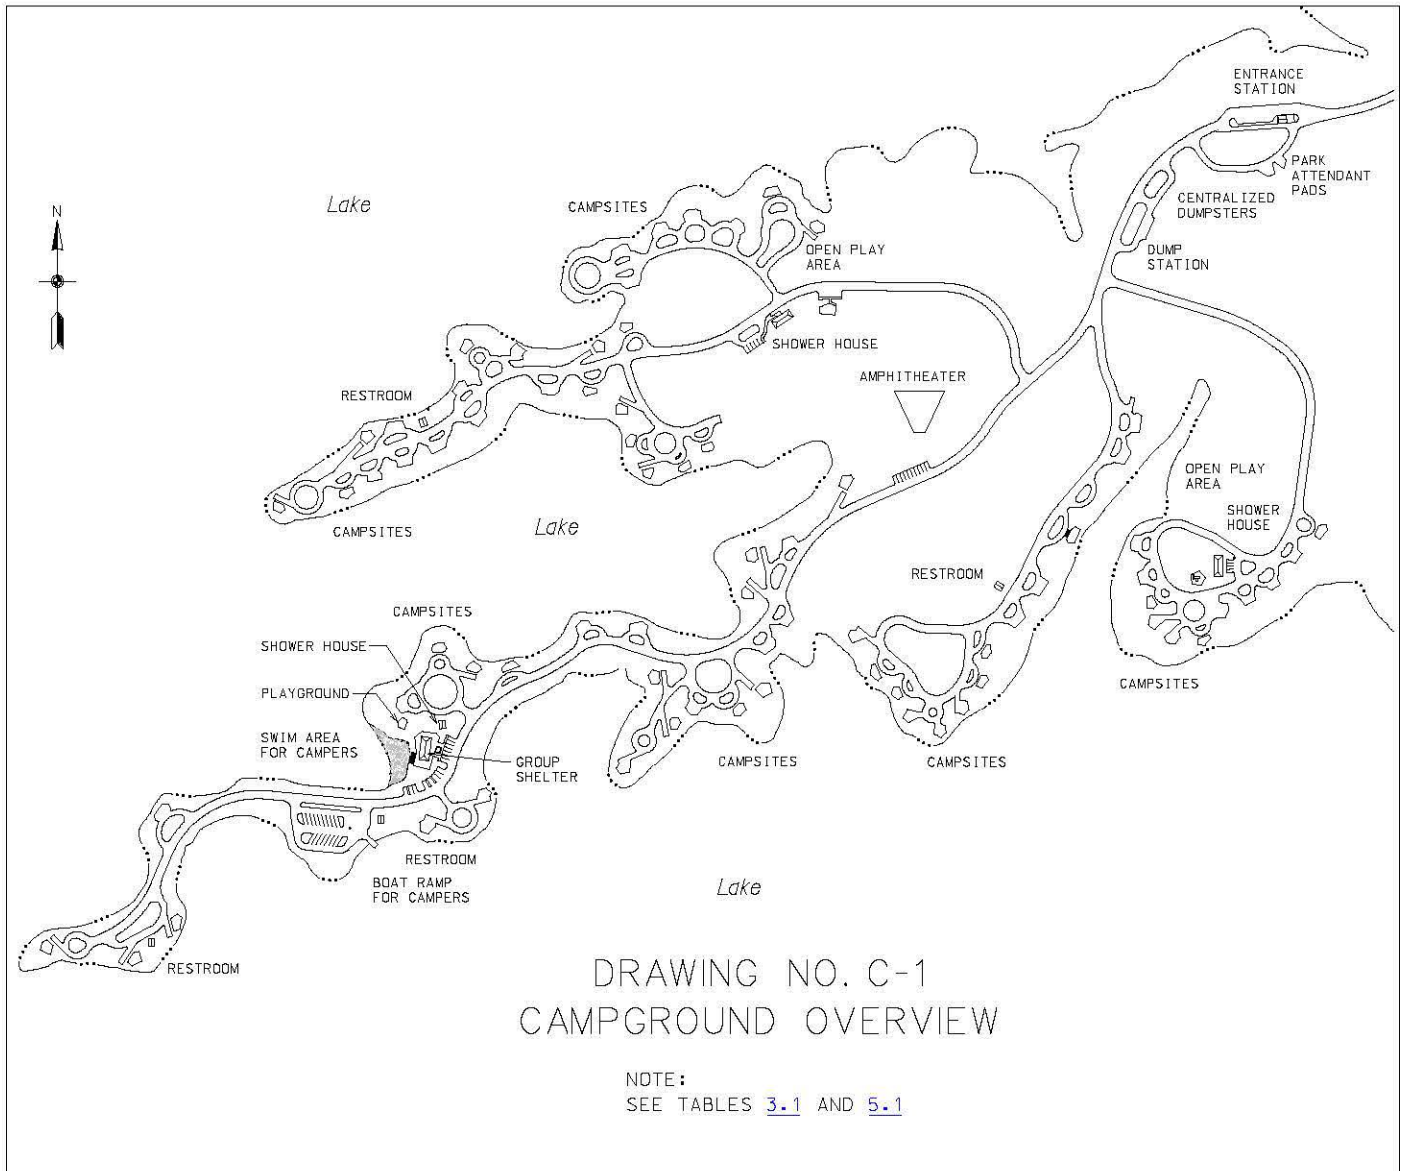 ENTRANCE
STATION
PARK
ATTENDANT
PADS
CENTRALIZED
DUMPSTERS
DUMP
STATION
Lake
CAMPSITES
N
OPEN PLAY
AREA
SHOWER HOUSE
AMPHITHEATER
RESTROOM
CAMPSITES
Lake
OPEN PLAY
AREA
SHOWER
HOUSE
RESTROOM
CAMPSITES
SHOWER HOUSE
PLAYGROUND
SWIM AREA
FOR CAMPERS
GROUP
SHELTER
CAMPSITES
CAMPSITES
CAMPSITES
RESTROOM
BOAT RAMP
FOR CAMPERS
Lake
RESTROOM
DRAWING NO. C-1
CAMPGROUND OVERVIEW
NOTE:
SEE TABLES 3.1 AND 5.1